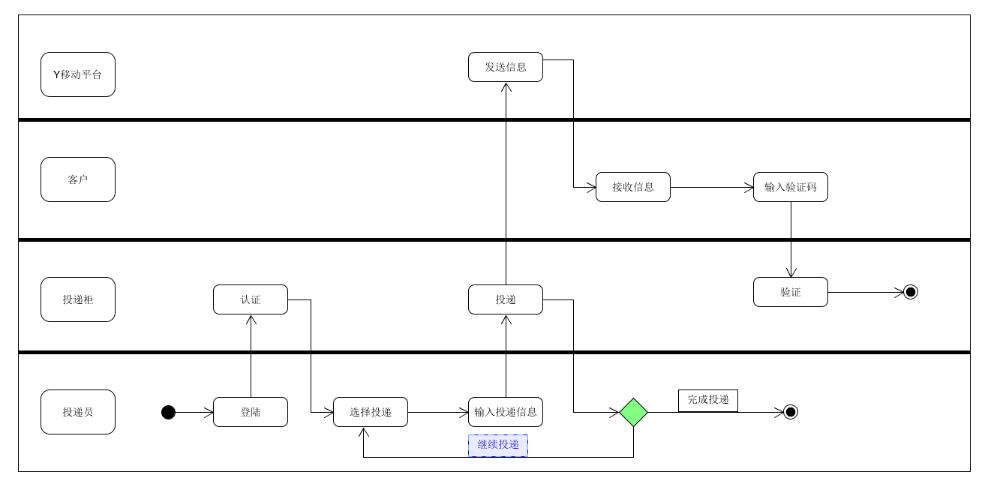 Y移动平台
发送信息
客户
接收信息
输入验证码
投递柜
认证
投递
验证
投递员
登陆
选择投递
输入投递信息
完成投递
继续投递